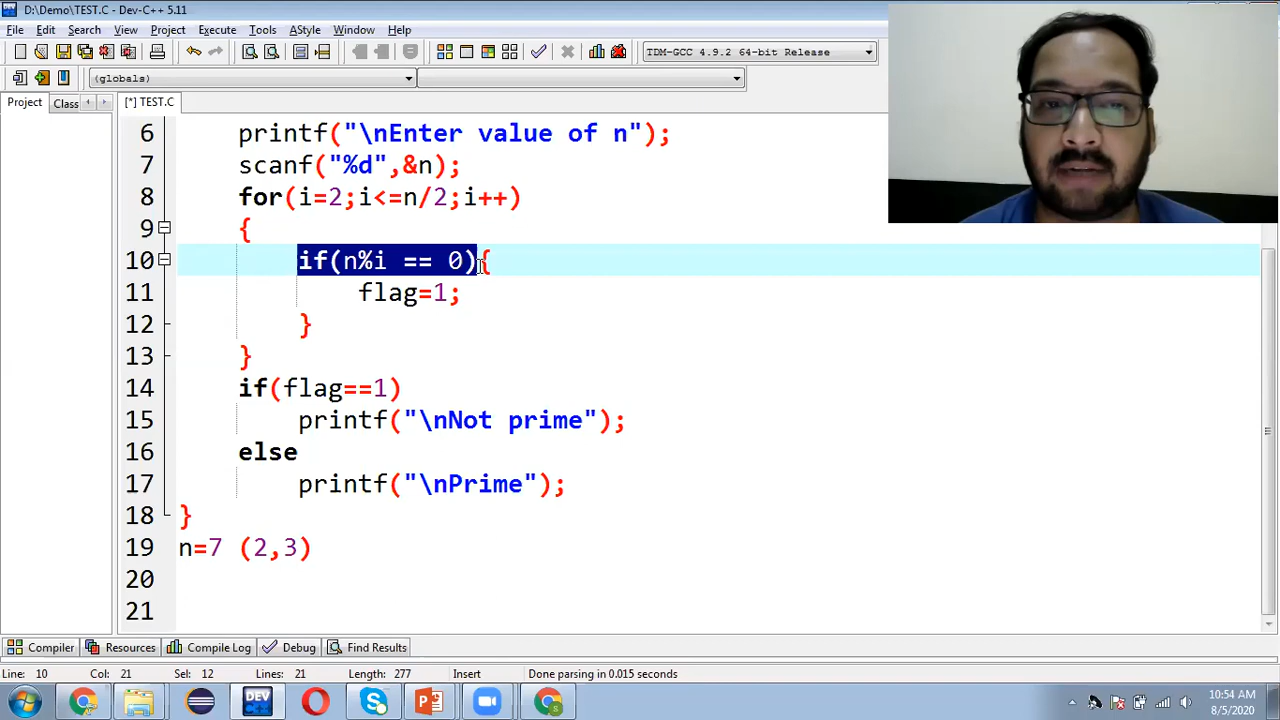 D:\Demo\TEST.C - Dev-C++ 5.11
File Edit Search View Project Execute Tools AStyle Window Help
TDM-GCC 4.9.2 64-bit Release
(globals)
Project Class [*] TEST.C
6 printf("\nEnter value of n");
7 scanf("%d",&n);
8 for(i=2;i<=n/2;i++)
9 {
10 if(n%i == 0){
11 flag=1;
12 }
13 }
14 if(flag==1)
15 printf("\nNot prime");
16 else
17 printf("\nPrime");
18 }
19 n=7 (2,3)
20
21
Compiler Resources Compile Log Debug Find Results
Line: 10 Col: 21 Sel: 12 Lines: 21 Length: 277 Insert Done parsing in 0.015 seconds
DEV C++
10:54 AM
8/5/2020